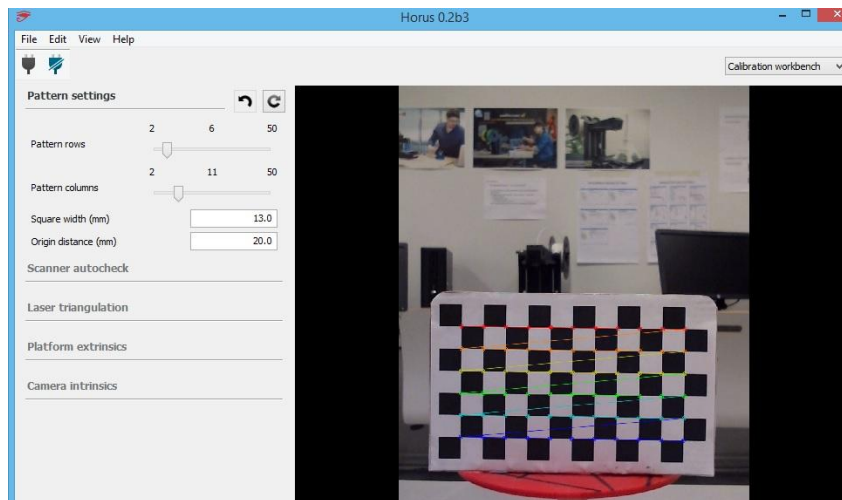 Horus 0.2b3
File Edit View Help
Calibration workbench
Pattern settings
2 6 50
Pattern rows
2 11 50
Pattern columns
Square width (mm) 13.0
Origin distance (mm) 20.0
Scanner autocheck
Laser triangulation
Platform extrinsics
Camera intrinsics